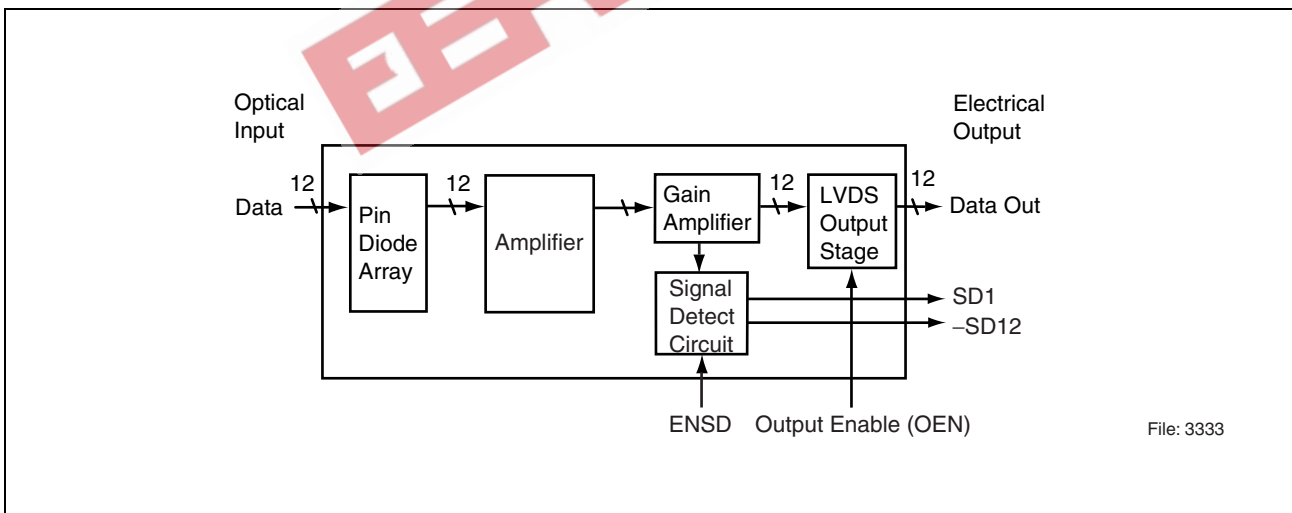 Optical
Input
Electrical
Output
Data
12
Pin
Diode
Array
12
Amplifier
Gain
Amplifier
12
LVDS
Output
Stage
12
Data Out
Signal
Detect
Circuit
SD1
–SD12
ENSD
Output Enable (OEN)
File: 3333